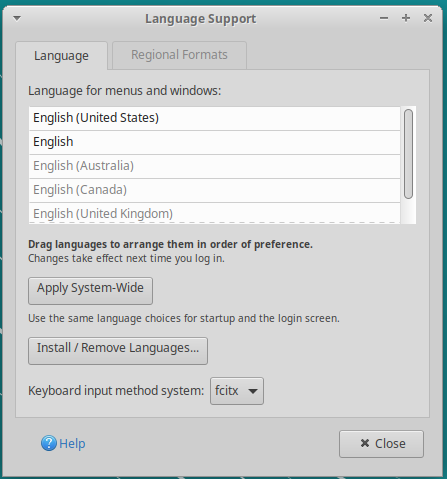 Language Support
Language
Regional Formats
Language for menus and windows:
English (United States)
English
English (Australia)
English (Canada)
English (United Kingdom)
Drag languages to arrange them in order of preference.
Changes take effect next time you log in.
Apply System-Wide
Use the same language choices for startup and the login screen.
Install / Remove Languages...
Keyboard input method system: fcitx
Help
Close